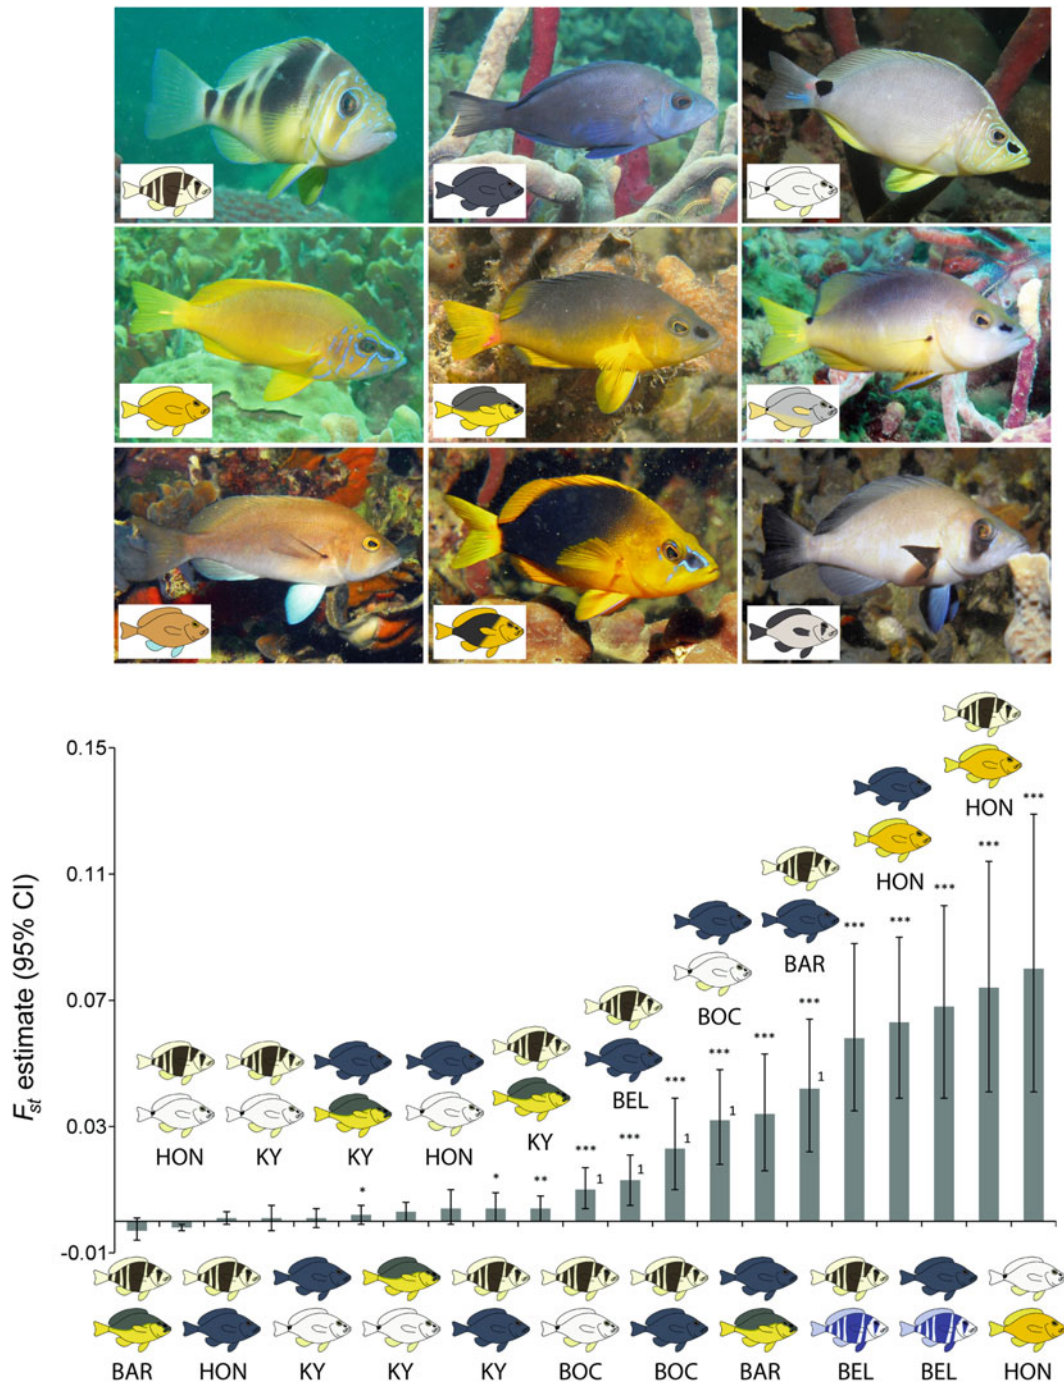 0.15
HON
***
0.11
HON
***
BAR
***
***
***
BOC
***
F_st estimate (95% CI)
0.07
BEL
***
***
***
1
0.03
HON
KY
KY
HON
KY
***
***
1
1
*
*
**
1
1
-0.01
BAR
HON
KY
KY
KY
BOC
BOC
BAR
BEL
BEL
HON